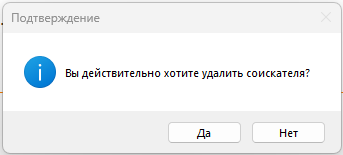 Подтверждение
Вы действительно хотите удалить соискателя?
Да
Нет